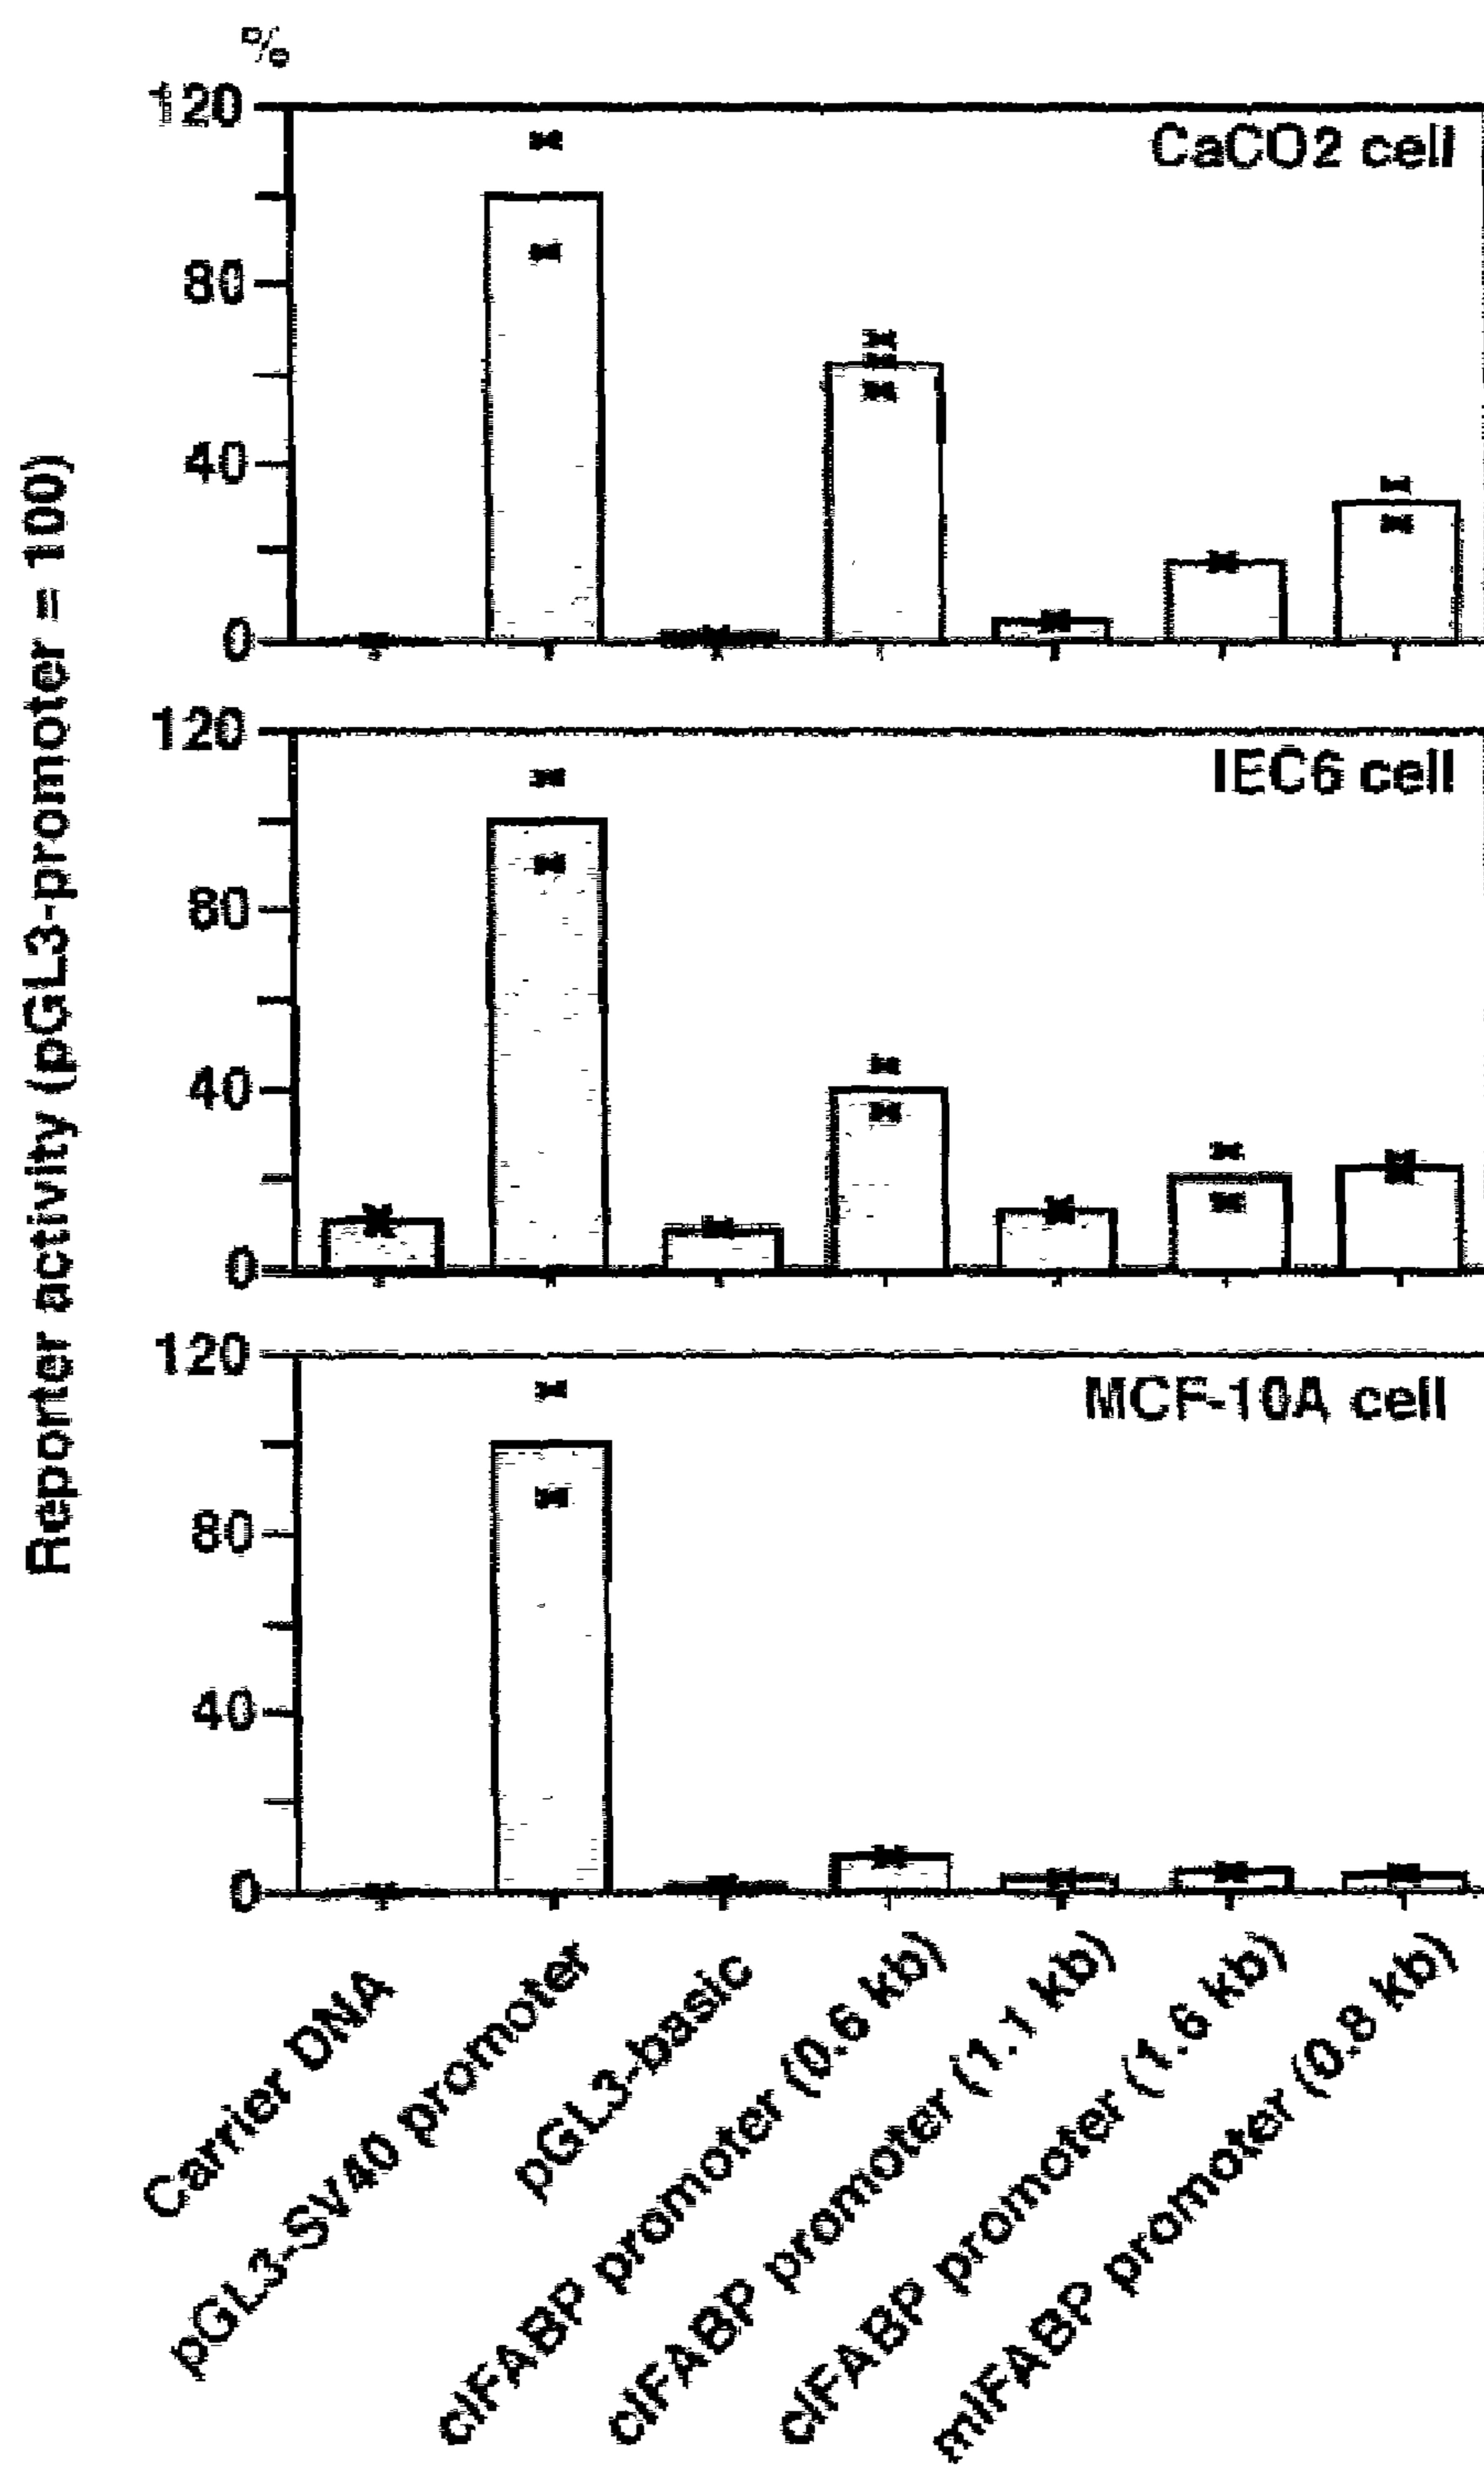 %
Reporter activity (pGL3-promoter = 100)
120
80
40
0
CaCO2 cell
120
80
40
0
IEC6 cell
120
80
40
0
MCF-10A cell
Carrier DNA
pGL3-SV40 promoter
pGL3-basic
cIFABP promoter (0.6 kb)
cIFABP promoter (1.1 kb)
cIFABP promoter (1.6 kb)
mIFABP promoter (0.8 kb)